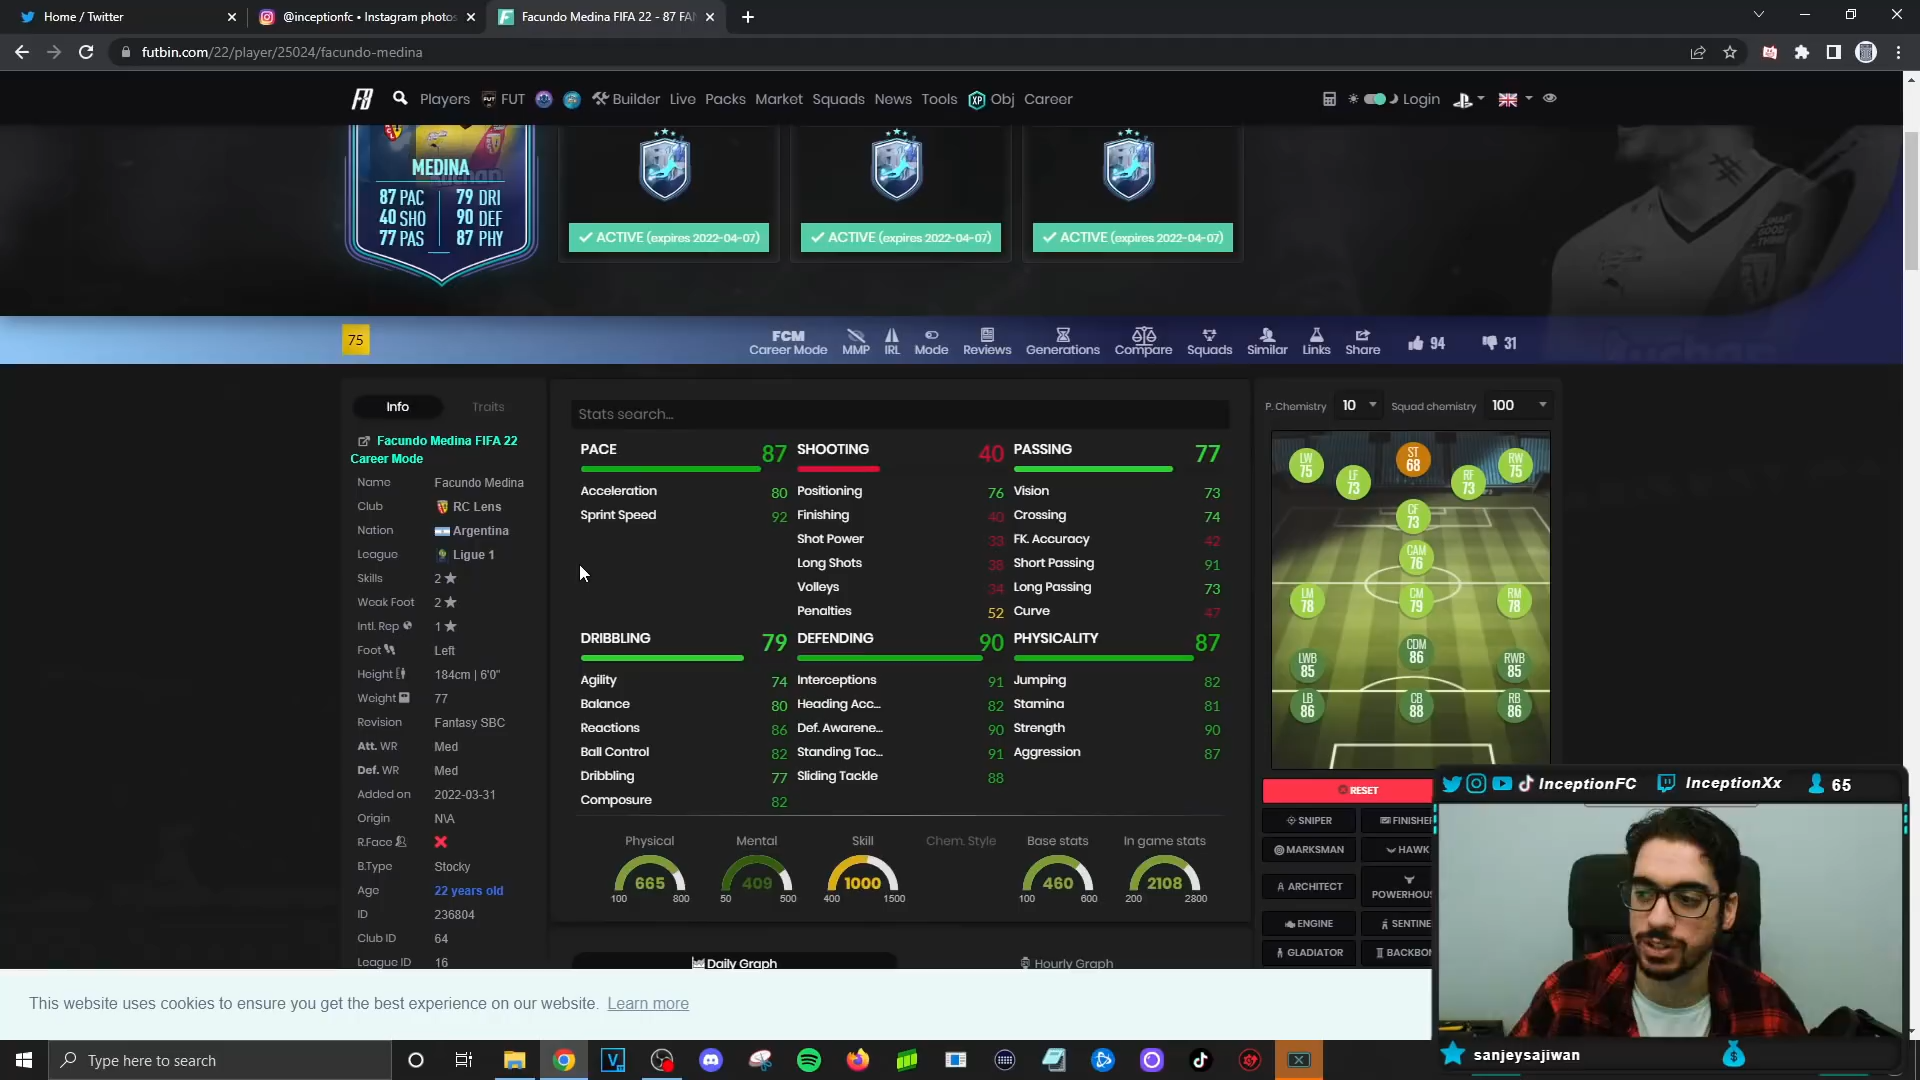 Home / Twitter
@inceptionfc • Instagram photos
Facundo Medina FIFA 22 - 87 FAN
futbin.com/22/player/25024/facundo-medina
Players FUT Builder Live Packs Market Squads News Tools XP Obj Career
Login
MEDINA
87 PAC 79 DRI
40 SHO 90 DEF
77 PAS 87 PHY
ACTIVE (expires 2022-04-07)
ACTIVE (expires 2022-04-07)
ACTIVE (expires 2022-04-07)
75
FCM
Career Mode MMP IRL Mode Reviews Generations Compare Squads Similar Links Share 94 31
Info Traits
Facundo Medina FIFA 22
Career Mode
Name Facundo Medina
Club RC Lens
Nation Argentina
League Ligue 1
Skills 2
Weak Foot 2
Intl. Rep 1
Foot Left
Height 184cm | 6'0"
Weight 77
Revision Fantasy SBC
Att. WR Med
Def. WR Med
Added on 2022-03-31
Origin N\A
R.Face
B.Type Stocky
Age 22 years old
ID 236804
Club ID 64
League ID 16
Stats search...
PACE 87
Acceleration 80
Sprint Speed 92
SHOOTING 40
Positioning 76
Finishing 40
Shot Power 33
Long Shots 38
Volleys 34
Penalties 52
PASSING 77
Vision 73
Crossing 74
FK. Accuracy 42
Short Passing 91
Long Passing 73
Curve 47
DRIBBLING 79
Agility 74
Balance 80
Reactions 86
Ball Control 82
Dribbling 77
Composure 82
DEFENDING 90
Interceptions 91
Heading Acc... 82
Def. Awarene... 90
Standing Tac... 91
Sliding Tackle 88
PHYSICALITY 87
Jumping 82
Stamina 81
Strength 90
Aggression 87
Physical Mental Skill Chem. Style Base stats In game stats
665 409 1000 460 2108
100 800 50 500 400 1500 100 600 200 2800
Daily Graph Hourly Graph
P. Chemistry 10 Squad chemistry 100
LW 75
ST 68
RW 75
LF 73
RF 73
CF 73
CAM 76
LM 78
CM 79
RM 78
CDM 86
LWB 85
RWB 85
LB 86
CB 88
RB 86
RESET
SNIPER FINISHER
MARKSMAN HAWK
ARCHITECT POWERHOUS
ENGINE SENTINE
GLADIATOR BACKBON
InceptionFC InceptionXx 65
sanjeysajiwan
This website uses cookies to ensure you get the best experience on our website. Learn more
Type here to search